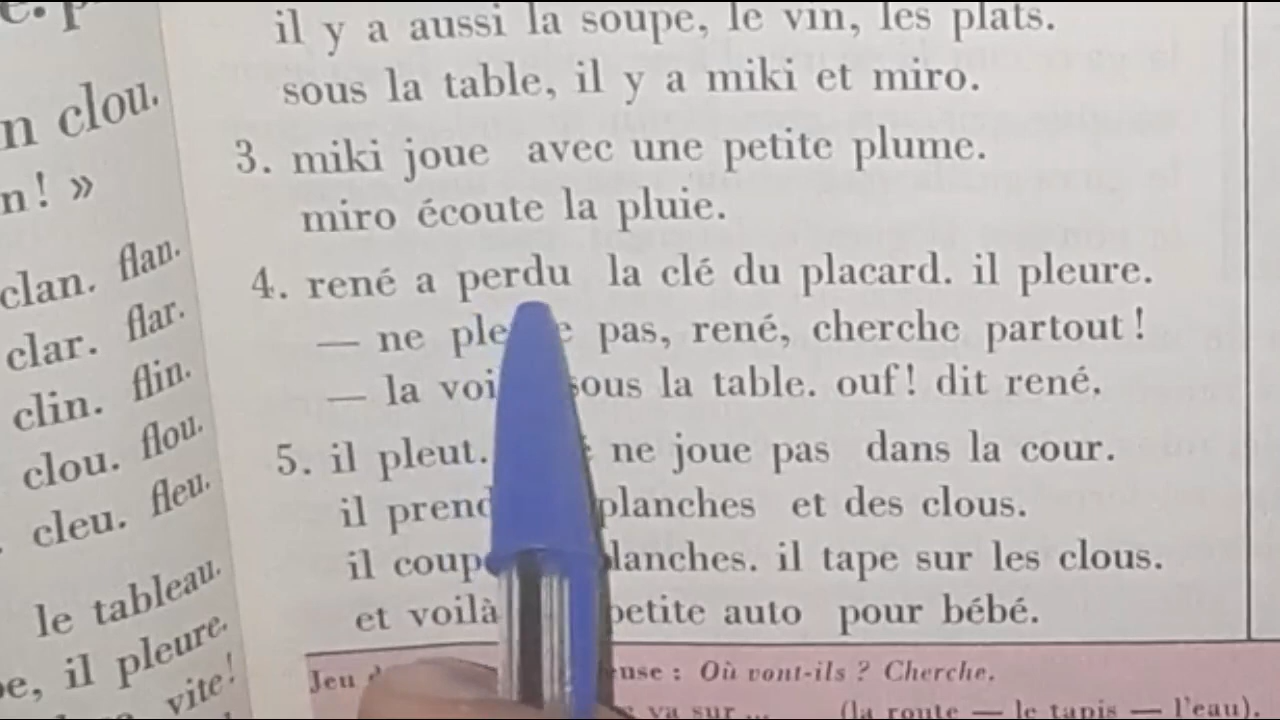 n clou.
n ! »
clan. flan.
clar. flar.
clin. flin.
clou. flou.
cleu. fleu.
le tableau.
il pleure.
vite !
il y a aussi la soupe, le vin, les plats.
sous la table, il y a miki et miro.
3. miki joue avec une petite plume.
miro écoute la pluie.
4. rené a perdu la clé du placard. il pleure.
— ne pas, rené, cherche partout !
— la sous la table. ouf ! dit rené.
5. il pleut. ne joue pas dans la cour.
il prend planches et des clous.
il planches. il tape sur les clous.
et voilà petite auto pour bébé.
Jeu : Où vont-ils ? Cherche.
va sur ... (la route — le tapis — l'eau).